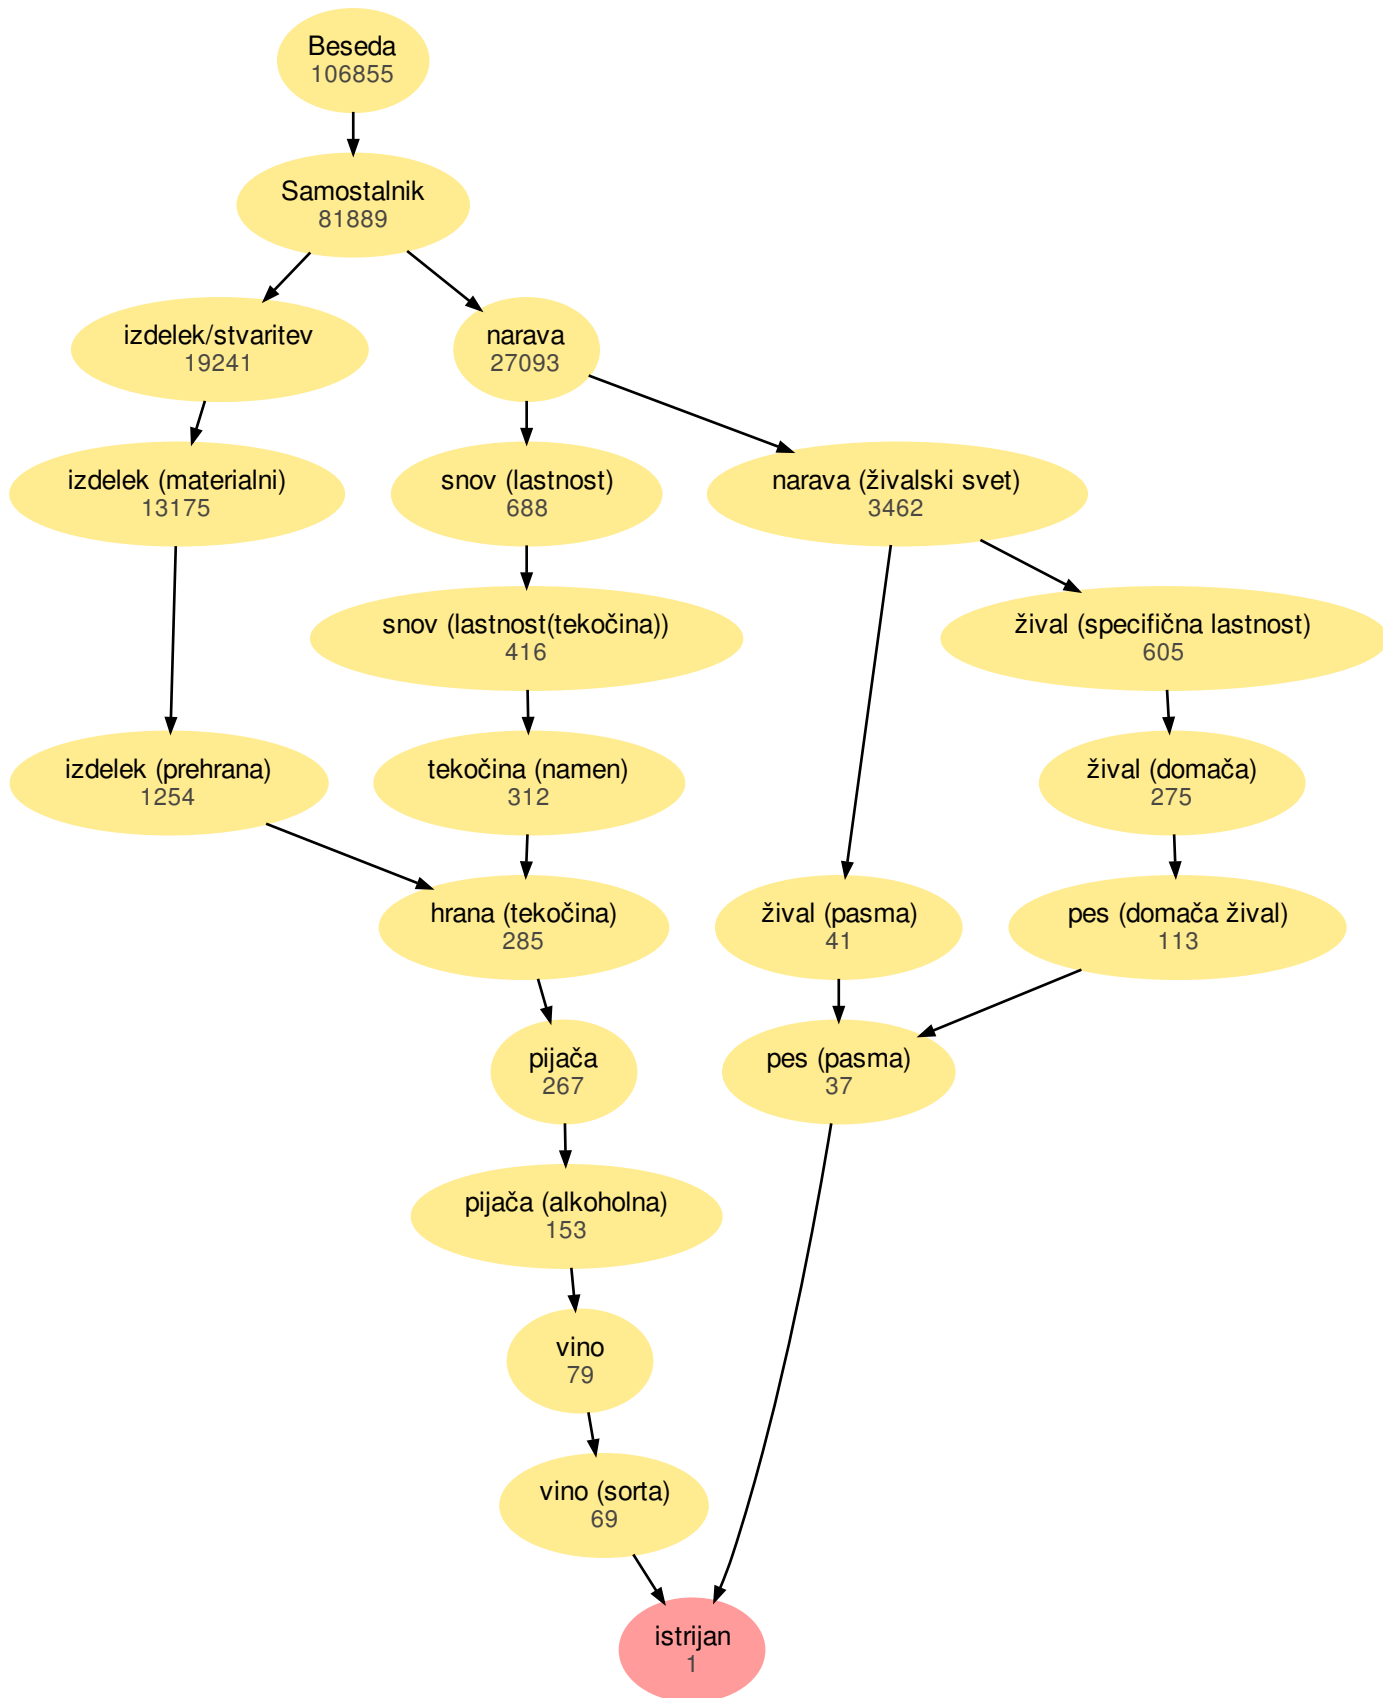 Beseda
106855
Samostalnik
81889
izdelek/stvaritev
19241
narava
27093
izdelek (materialni)
13175
snov (lastnost)
688
narava (živalski svet)
3462
snov (lastnost(tekočina))
416
žival (specifična lastnost)
605
izdelek (prehrana)
1254
tekočina (namen)
312
žival (domača)
275
hrana (tekočina)
285
žival (pasma)
41
pes (domača žival)
113
pijača
267
pes (pasma)
37
pijača (alkoholna)
153
vino
79
vino (sorta)
69
istrijan
1